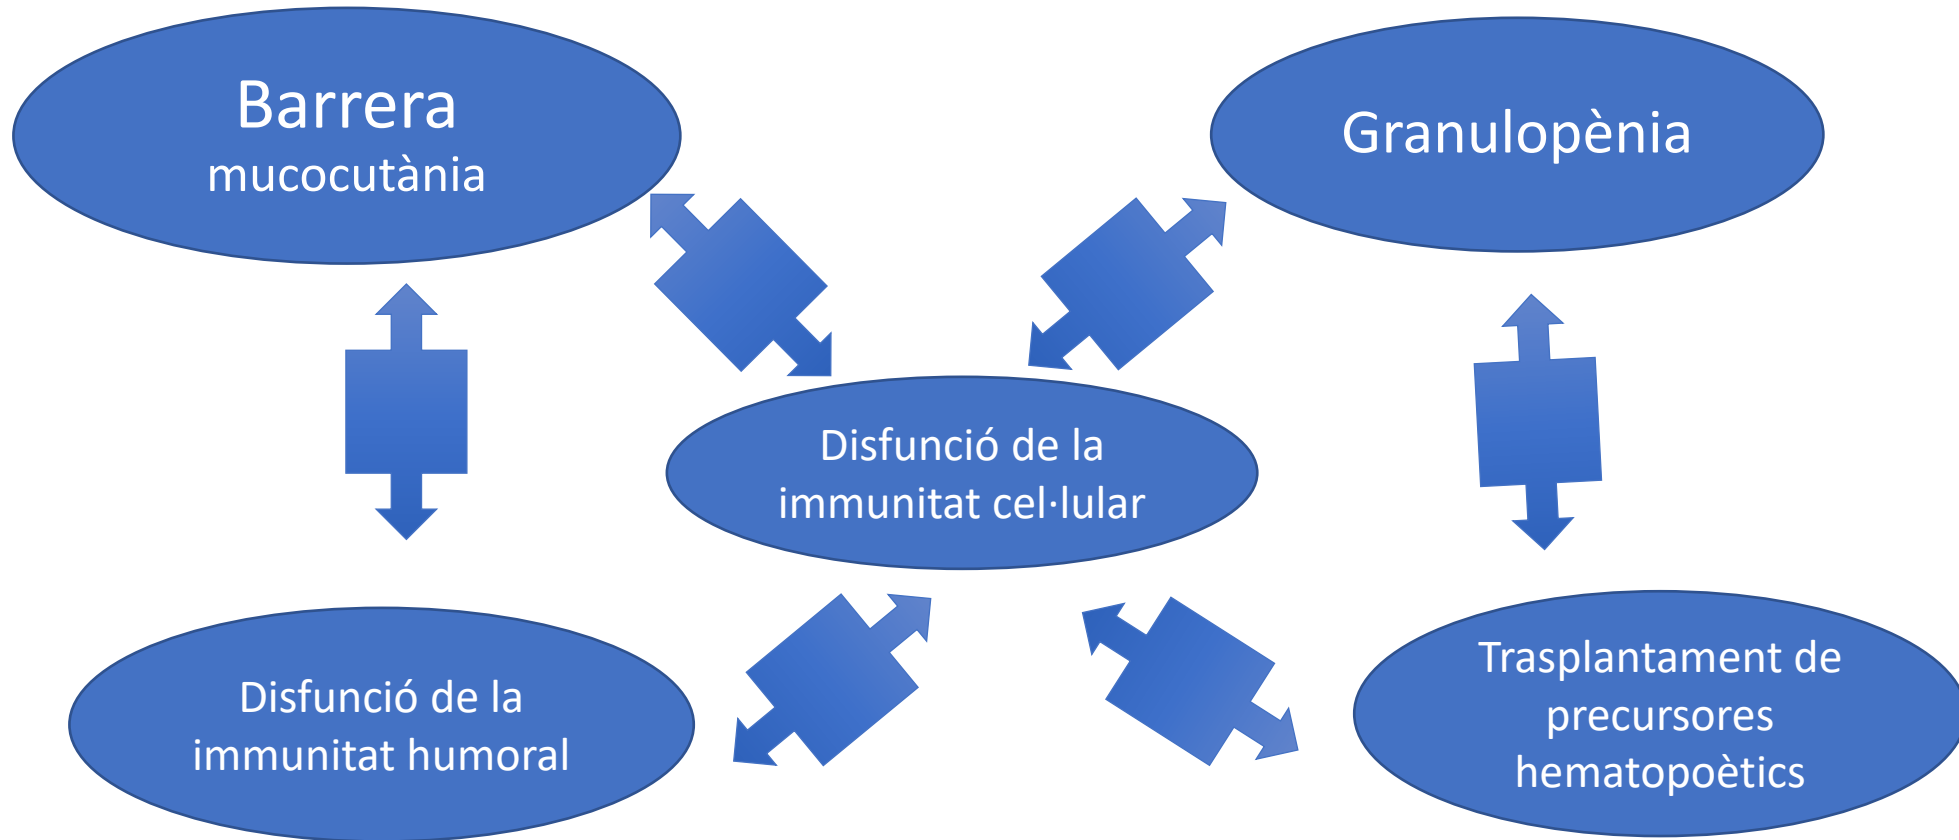 Barrera
mucocutània
Granulopènia
Disfunció de la
immunitat cel·lular
Disfunció de la
immunitat humoral
Trasplantament de
precursores
hematopoètics